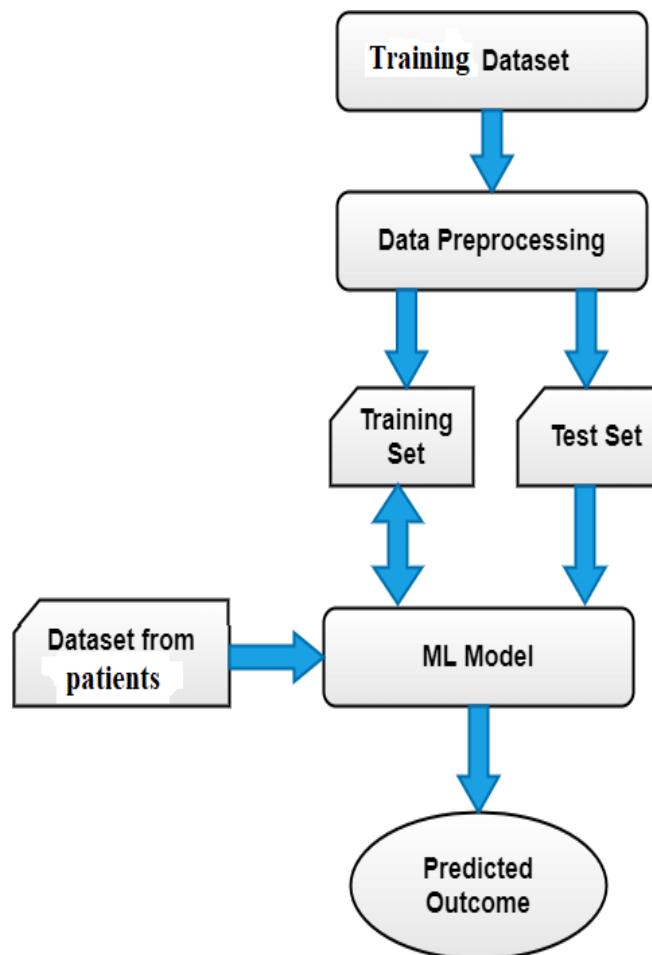 Training Dataset
Data Preprocessing
Training
Set
Test Set
Dataset from
patients
ML Model
Predicted
Outcome